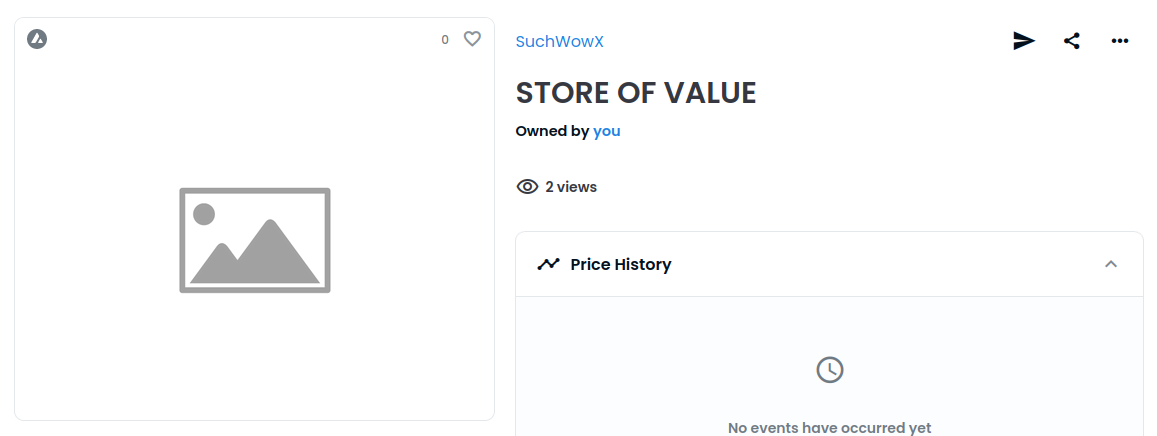 0
SuchWowX
STORE OF VALUE
Owned by you
2 views
Price History
No events have occurred yet